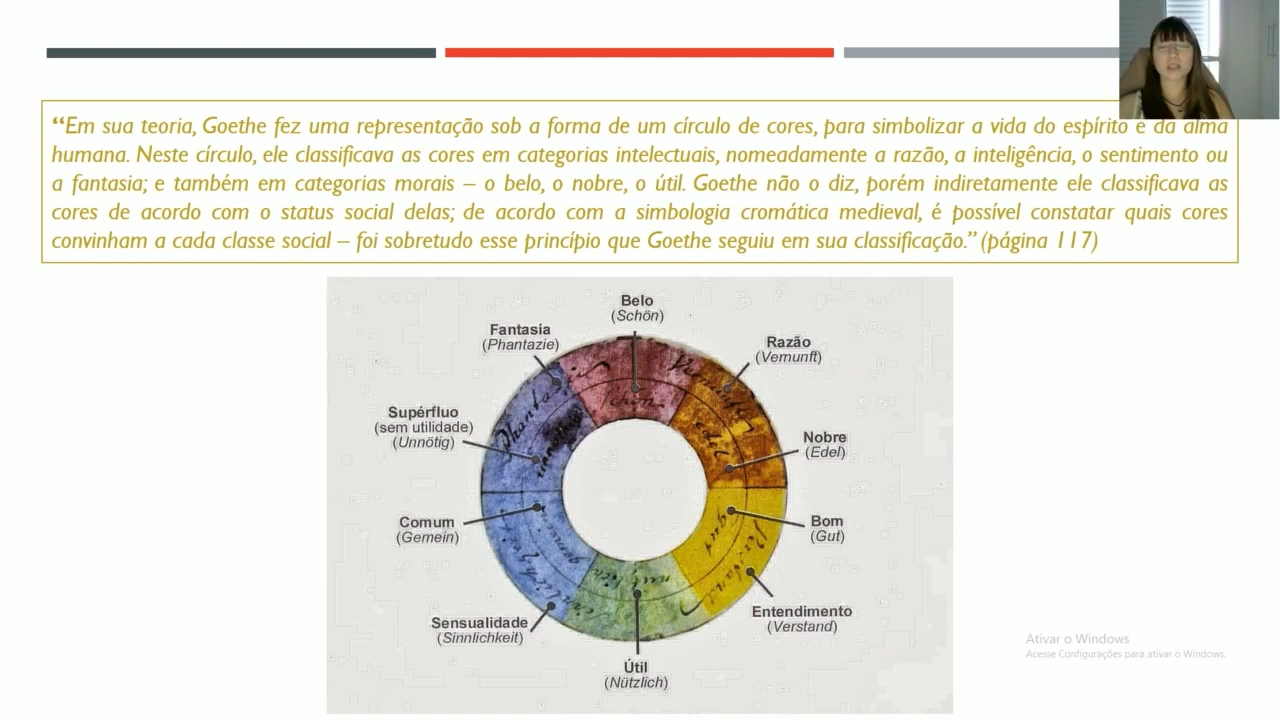 “Em sua teoria, Goethe fez uma representação sob a forma de um círculo de cores, para simbolizar a vida do espírito e da alma
humana. Neste círculo, ele classificava as cores em categorias intelectuais, nomeadamente a razão, a inteligência, o sentimento ou
a fantasia; e também em categorias morais – o belo, o nobre, o útil. Goethe não o diz, porém indiretamente ele classificava as
cores de acordo com o status social delas; de acordo com a simbologia cromática medieval, é possível constatar quais cores
convinham a cada classe social – foi sobretudo esse princípio que Goethe seguiu em sua classificação.” (página 117)
Belo
(Schön)
Fantasia
(Phantazie)
Razão
(Vernunft)
Supérfluo
(sem utilidade)
(Unnötig)
Nobre
(Edel)
Comum
(Gemein)
Bom
(Gut)
Sensualidade
(Sinnlichkeit)
Entendimento
(Verstand)
Útil
(Nützlich)
Schön
edel
gut
gemein
Ativar o Windows
Acesse Configurações para ativar o Windows.